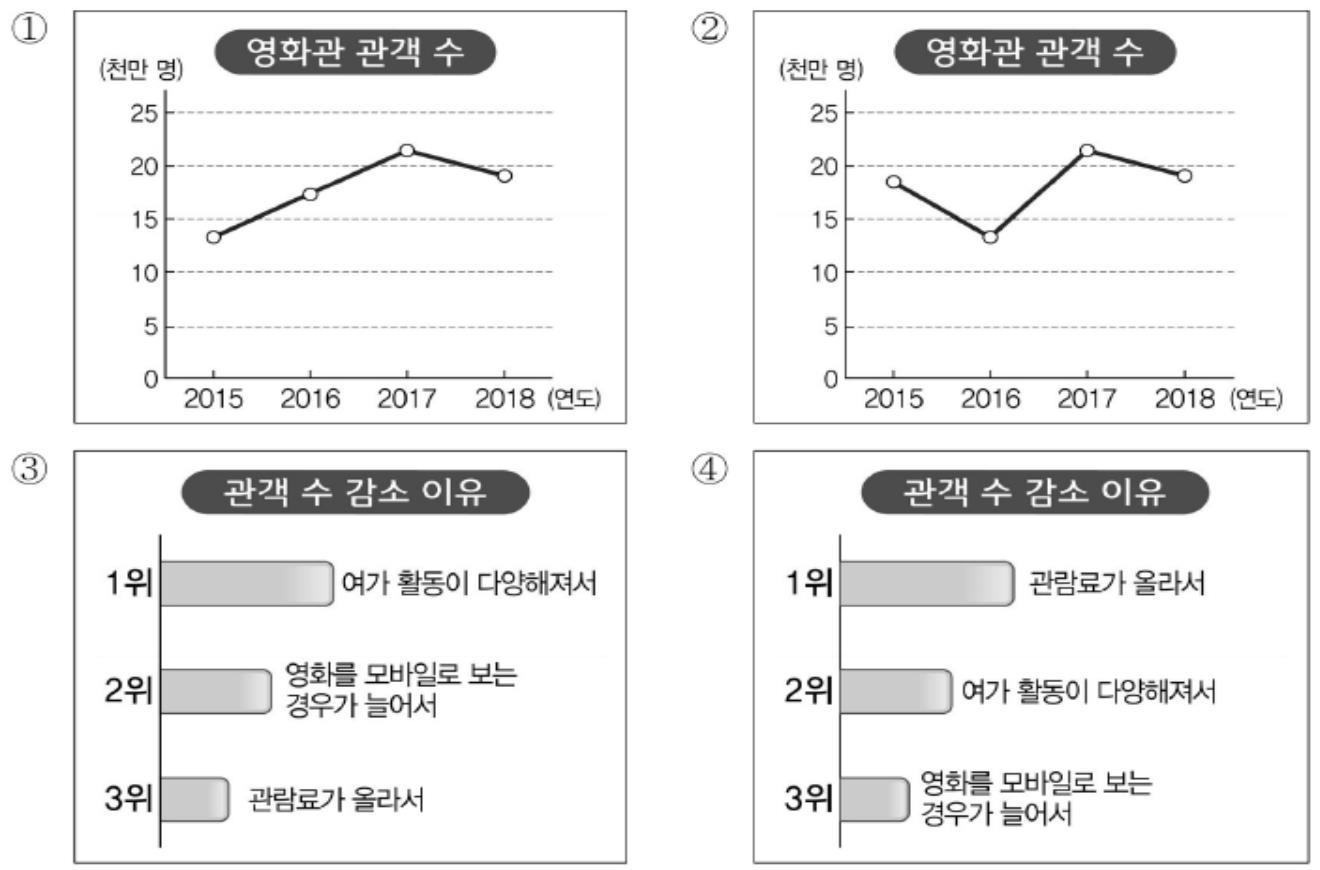 ①
영화관 관객 수
(천만 명)
25
20
15
10
5
0
2015 2016 2017 2018 (연도)
②
영화관 관객 수
(천만 명)
25
20
15
10
5
0
2015 2016 2017 2018 (연도)
③
관객 수 감소 이유
1위 여가 활동이 다양해져서
2위 영화를 모바일로 보는
경우가 늘어서
3위 관람료가 올라서
④
관객 수 감소 이유
1위 관람료가 올라서
2위 여가 활동이 다양해져서
3위 영화를 모바일로 보는
경우가 늘어서